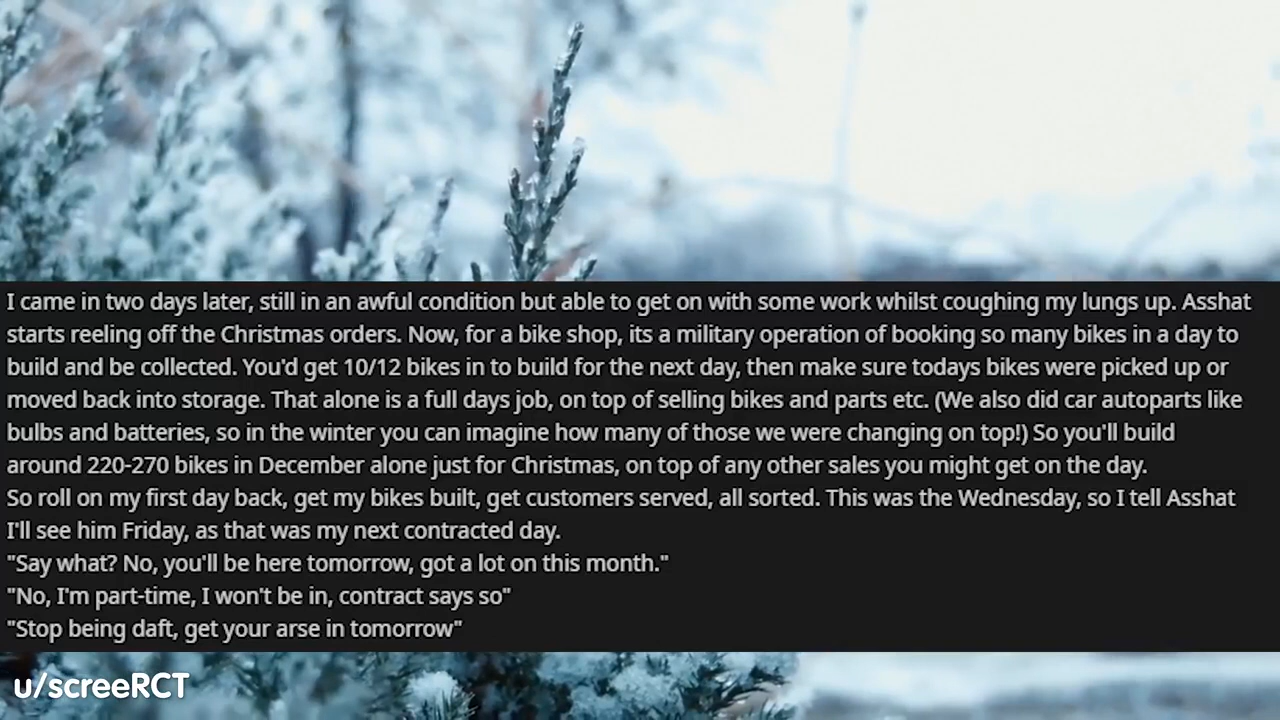 I came in two days later, still in an awful condition but able to get on with some work whilst coughing my lungs up. Asshat
starts reeling off the Christmas orders. Now, for a bike shop, its a military operation of booking so many bikes in a day to
build and be collected. You'd get 10/12 bikes in to build for the next day, then make sure todays bikes were picked up or
moved back into storage. That alone is a full days job, on top of selling bikes and parts etc. (We also did car autoparts like
bulbs and batteries, so in the winter you can imagine how many of those we were changing on top!) So you'll build
around 220-270 bikes in December alone just for Christmas, on top of any other sales you might get on the day.
So roll on my first day back, get my bikes built, get customers served, all sorted. This was the Wednesday, so I tell Asshat
I'll see him Friday, as that was my next contracted day.
"Say what? No, you'll be here tomorrow, got a lot on this month."
"No, I'm part-time, I won't be in, contract says so"
"Stop being daft, get your arse in tomorrow"
u/screeRCT